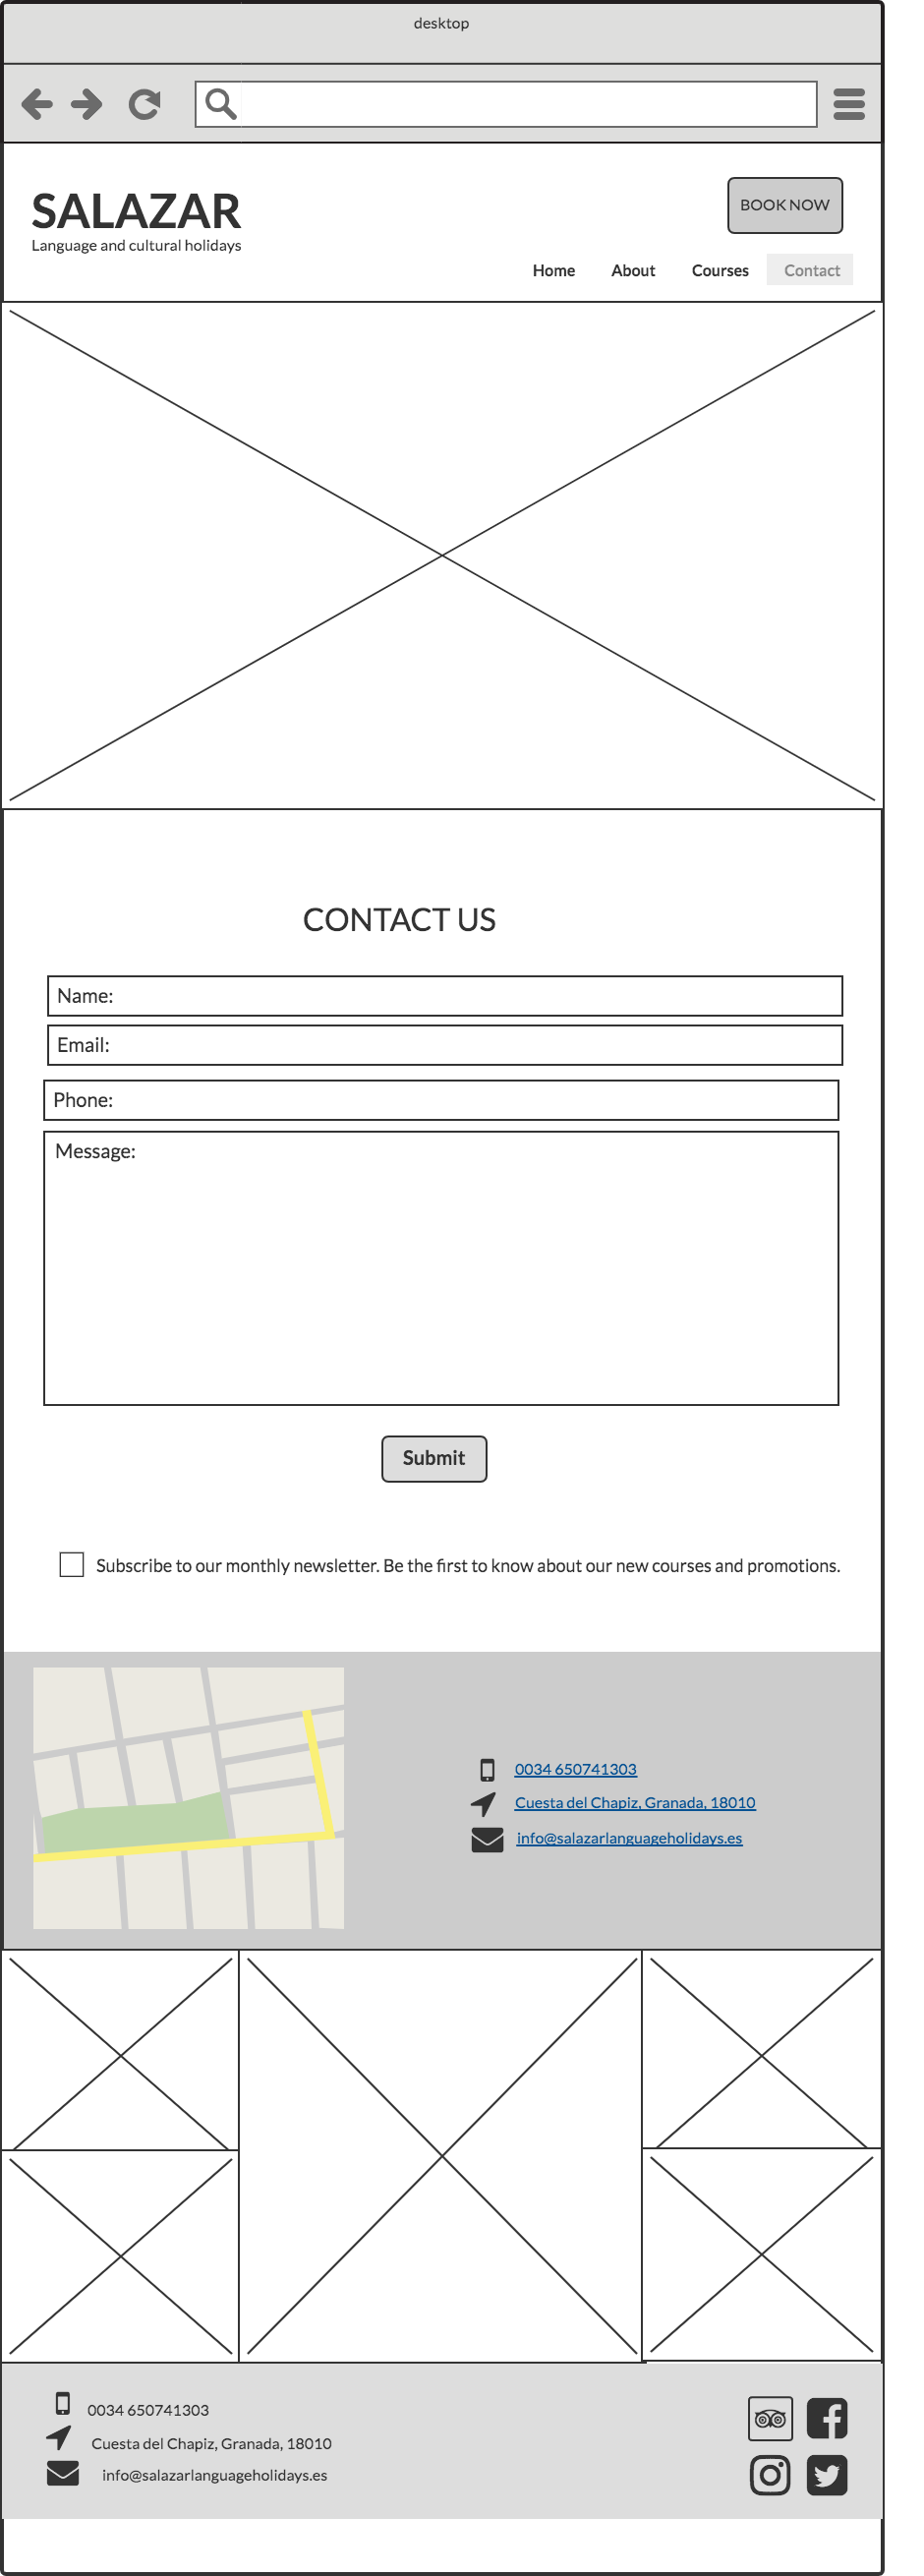 desktop
SALAZAR
Language and cultural holidays
BOOK NOW
Home About Courses Contact
CONTACT US
Name:
Email:
Phone:
Message:
Submit
Subscribe to our monthly newsletter. Be the first to know about our new courses and promotions.
0034 650741303
Cuesta del Chapiz, Granada, 18010
info@salazarlanguageholidays.es
0034 650741303
Cuesta del Chapiz, Granada, 18010
info@salazarlanguageholidays.es